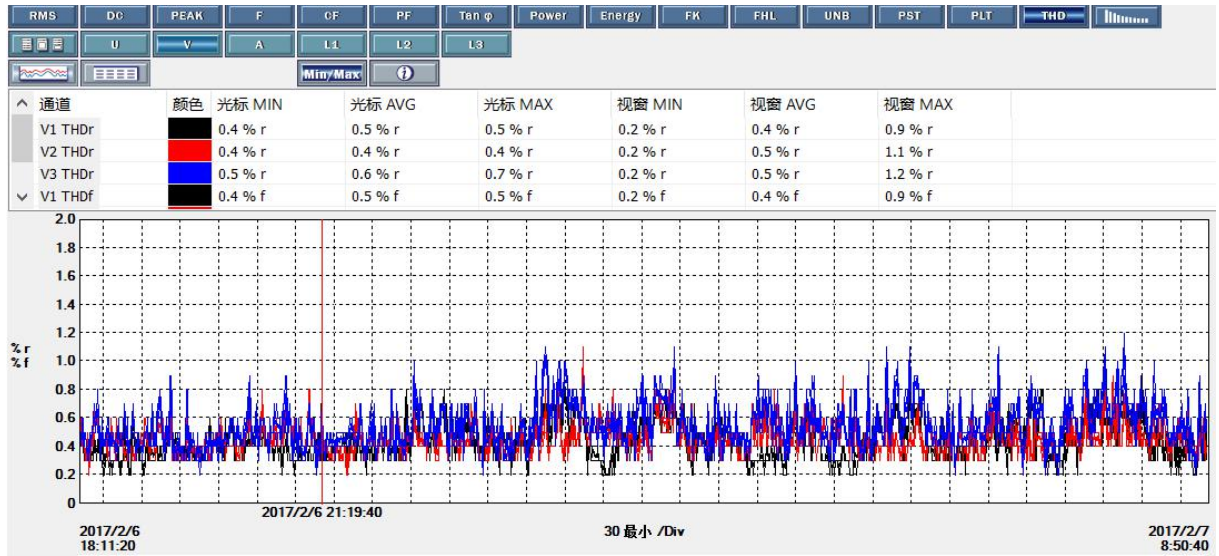 RMS DC PEAK F CF PF Tan φ Power Energy FK FHL UNB PST PLT THD
U V A L1 L2 L3
Min/Max
通道 颜色 光标 MIN 光标 AVG 光标 MAX 视窗 MIN 视窗 AVG 视窗 MAX
V1 THDr 0.4 % r 0.5 % r 0.5 % r 0.2 % r 0.4 % r 0.9 % r
V2 THDr 0.4 % r 0.4 % r 0.4 % r 0.2 % r 0.5 % r 1.1 % r
V3 THDr 0.5 % r 0.6 % r 0.7 % r 0.2 % r 0.5 % r 1.2 % r
V1 THDf 0.4 % f 0.5 % f 0.5 % f 0.2 % f 0.4 % f 0.9 % f
2.0
1.8
1.6
1.4
1.2
% r
% f
1.0
0.8
0.6
0.4
0.2
0
2017/2/6 21:19:40
2017/2/6 30 最小 /Div 2017/2/7
18:11:20 8:50:40